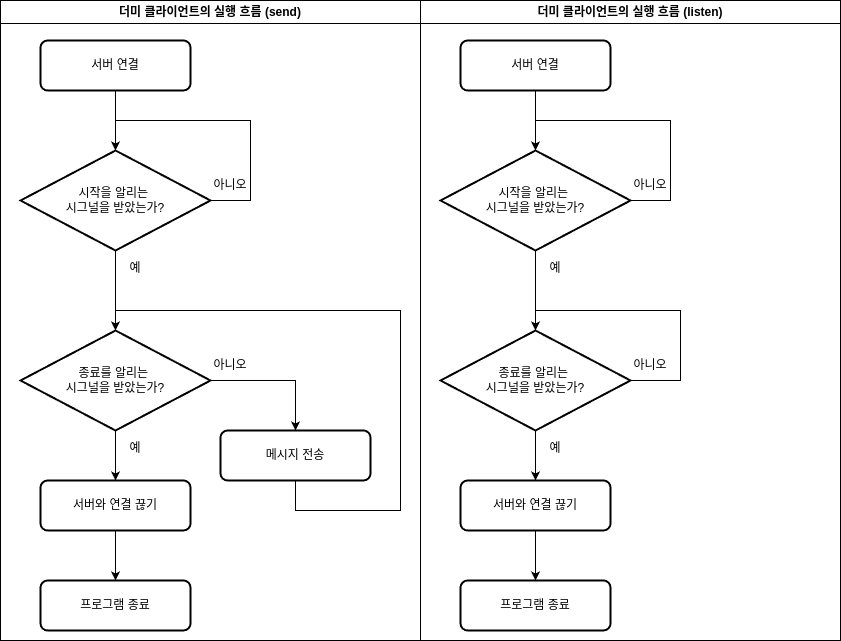 더미 클라이언트의 실행 흐름 (send)
서버 연결
시작을 알리는
시그널을 받았는가?
아니오
예
종료를 알리는
시그널을 받았는가?
아니오
예
메시지 전송
서버와 연결 끊기
프로그램 종료
더미 클라이언트의 실행 흐름 (listen)
서버 연결
시작을 알리는
시그널을 받았는가?
아니오
예
종료를 알리는
시그널을 받았는가?
아니오
예
서버와 연결 끊기
프로그램 종료